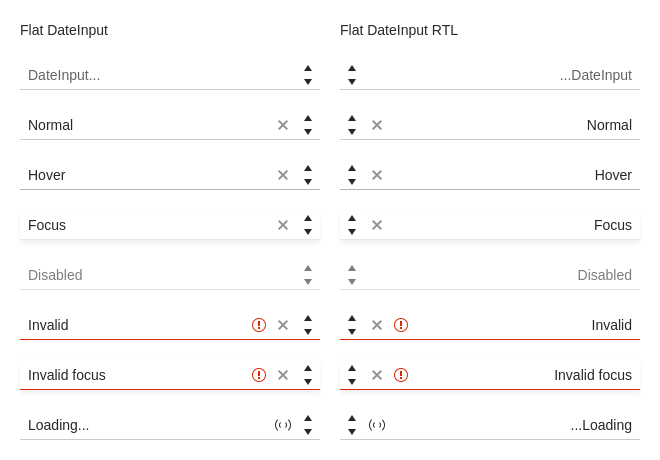 Flat DateInput
DateInput...
Normal
Hover
Focus
Disabled
Invalid
Invalid focus
Loading...
Flat DateInput RTL
...DateInput
Normal
Hover
Focus
Disabled
Invalid
Invalid focus
...Loading